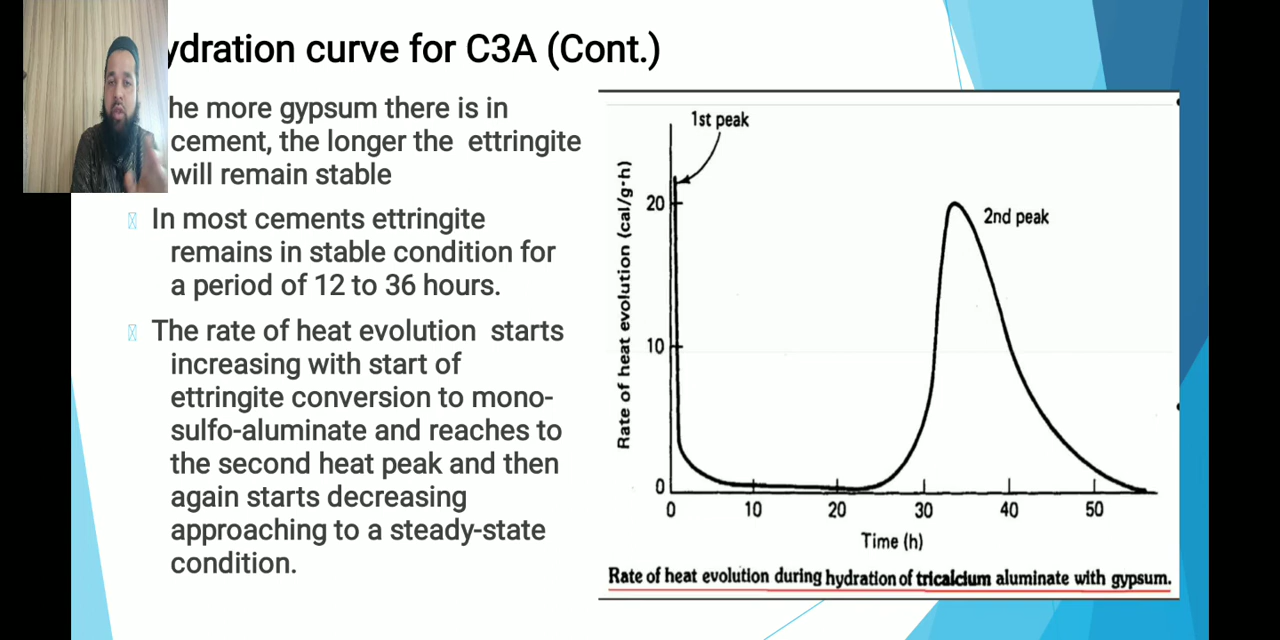 ydration curve for C3A (Cont.)
he more gypsum there is in
cement, the longer the ettringite
will remain stable
In most cements ettringite
remains in stable condition for
a period of 12 to 36 hours.
The rate of heat evolution starts
increasing with start of
ettringite conversion to mono-
sulfo-aluminate and reaches to
the second heat peak and then
again starts decreasing
approaching to a steady-state
condition.
1st peak
2nd peak
Rate of heat evolution (cal/g·h)
20
10
0
0 10 20 30 40 50
Time (h)
Rate of heat evolution during hydration of tricalcium aluminate with gypsum.